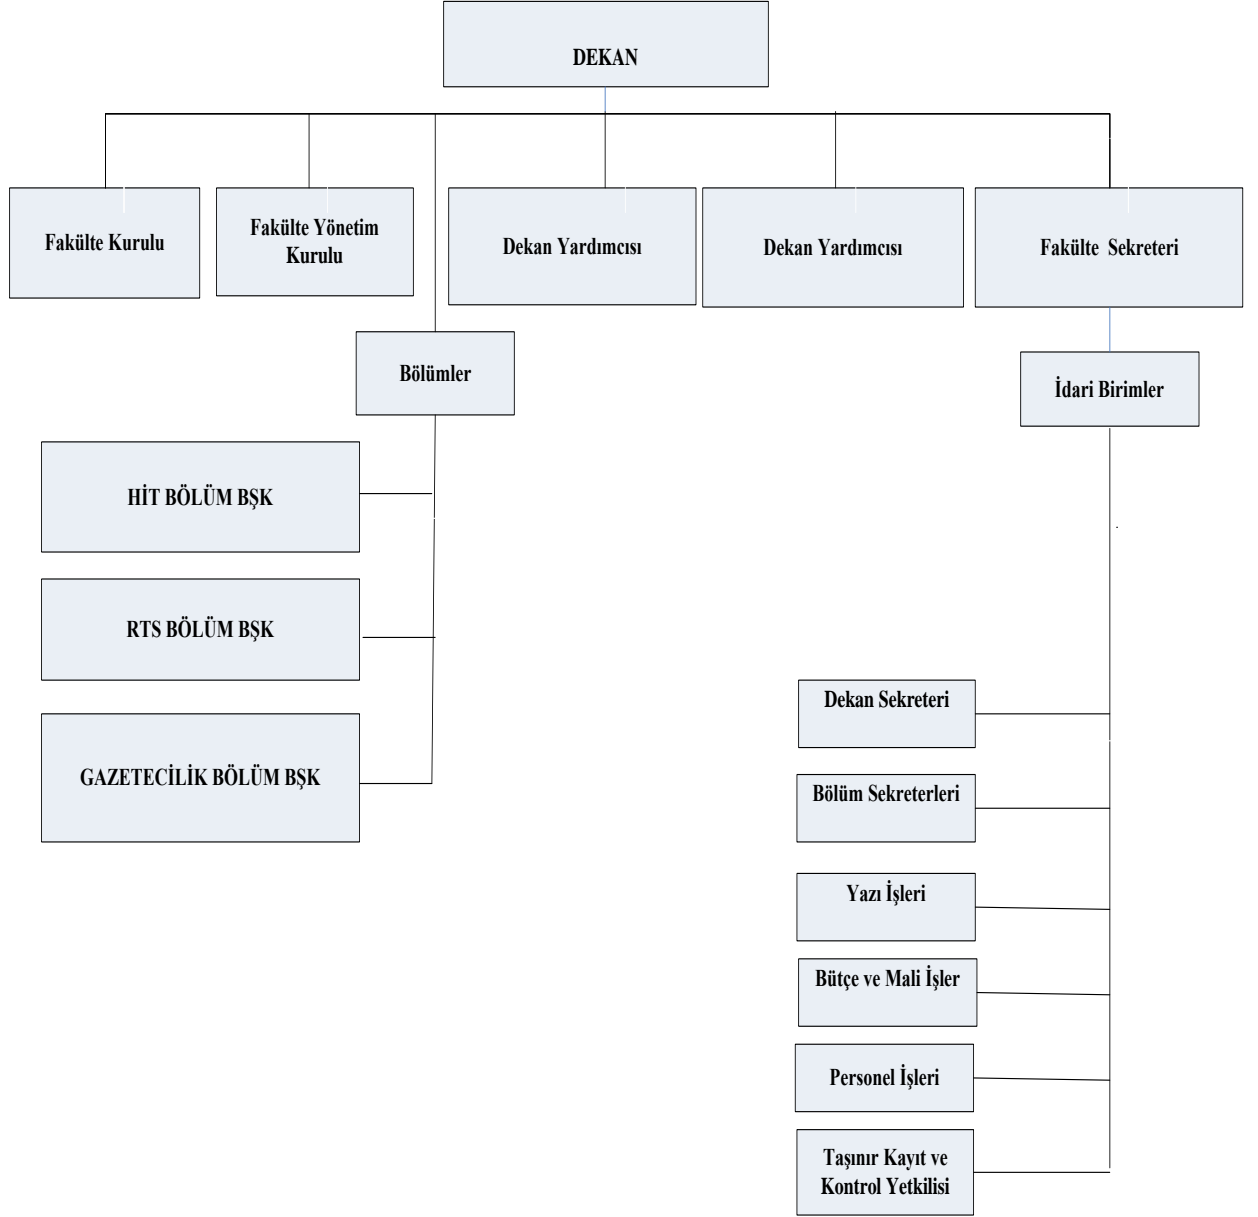 DEKAN
Fakülte Kurulu
Fakülte Yönetim
Kurulu
Dekan Yardımcısı
Dekan Yardımcısı
Fakülte Sekreteri
Bölümler
İdari Birimler
HİT BÖLÜM BŞK
RTS BÖLÜM BŞK
GAZETECİLİK BÖLÜM BŞK
Dekan Sekreteri
Bölüm Sekreterleri
Yazı İşleri
Bütçe ve Mali İşler
Personel İşleri
Taşınır Kayıt ve
Kontrol Yetkilisi